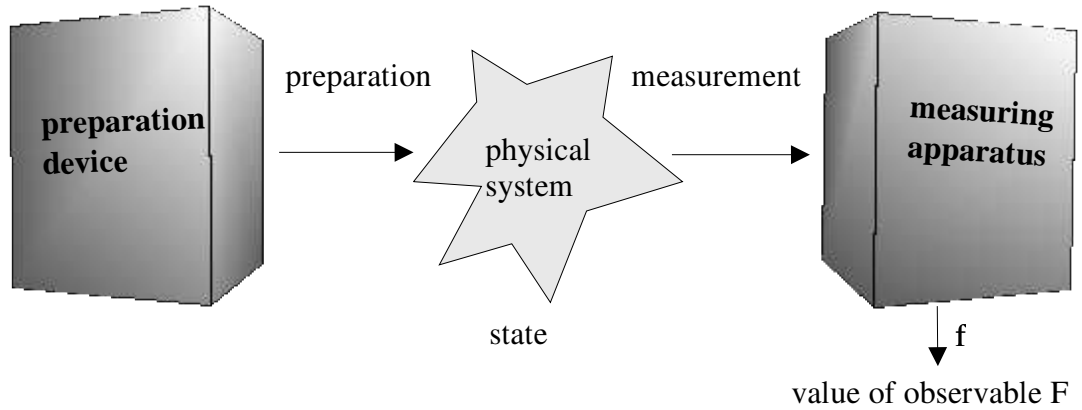 preparation
device
preparation
physical
system
state
measurement
measuring
apparatus
f
value of observable F